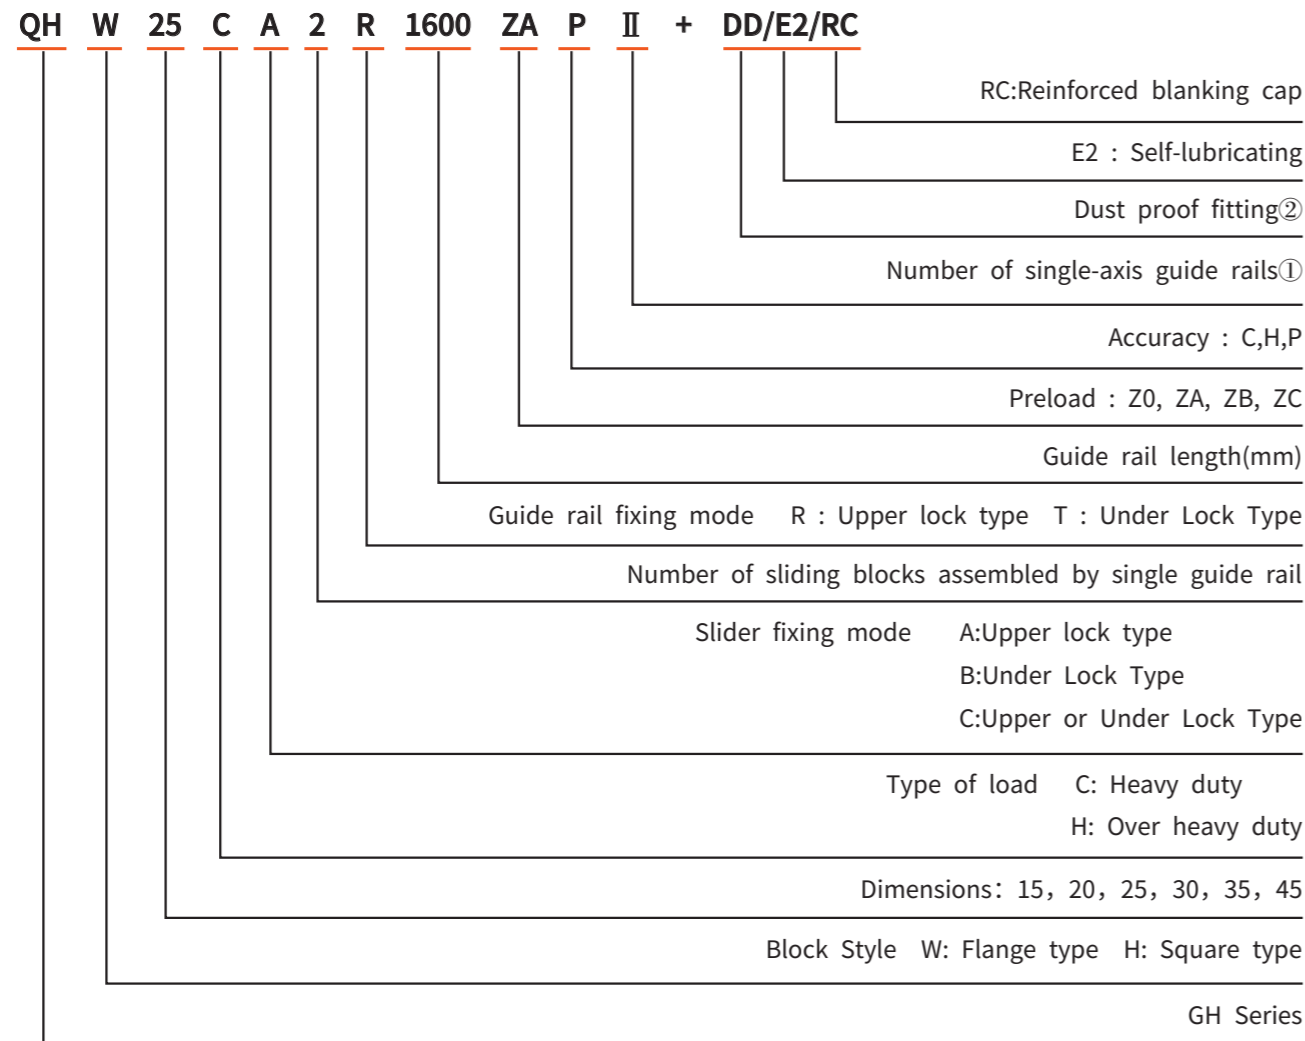 QH W 25 C A 2 R 1600 ZA P Ⅱ + DD/E2/RC
RC:Reinforced blanking cap
E2 : Self-lubricating
Dust proof fitting②
Number of single-axis guide rails①
Accuracy : C,H,P
Preload : Z0, ZA, ZB, ZC
Guide rail length(mm)
Guide rail fixing mode R : Upper lock type T : Under Lock Type
Number of sliding blocks assembled by single guide rail
Slider fixing mode A:Upper lock type
B:Under Lock Type
C:Upper or Under Lock Type
Type of load C: Heavy duty
H: Over heavy duty
Dimensions: 15, 20, 25, 30, 35, 45
Block Style W: Flange type H: Square type
GH Series